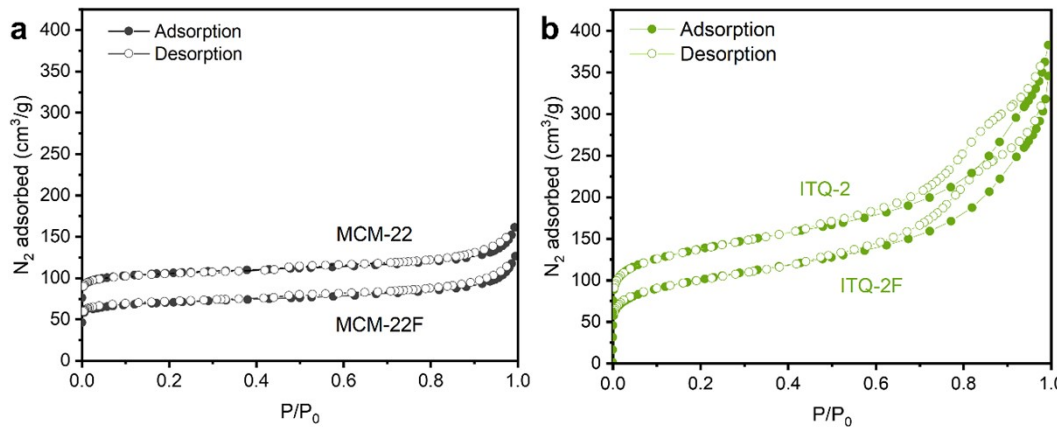 a
Adsorption
Desorption
N₂ adsorbed (cm³/g)
400
350
300
250
200
150
100
50
0
MCM-22
MCM-22F
0.0 0.2 0.4 0.6 0.8 1.0
P/P₀
b
Adsorption
Desorption
N₂ adsorbed (cm³/g)
400
350
300
250
200
150
100
50
0
ITQ-2
ITQ-2F
0.0 0.2 0.4 0.6 0.8 1.0
P/P₀